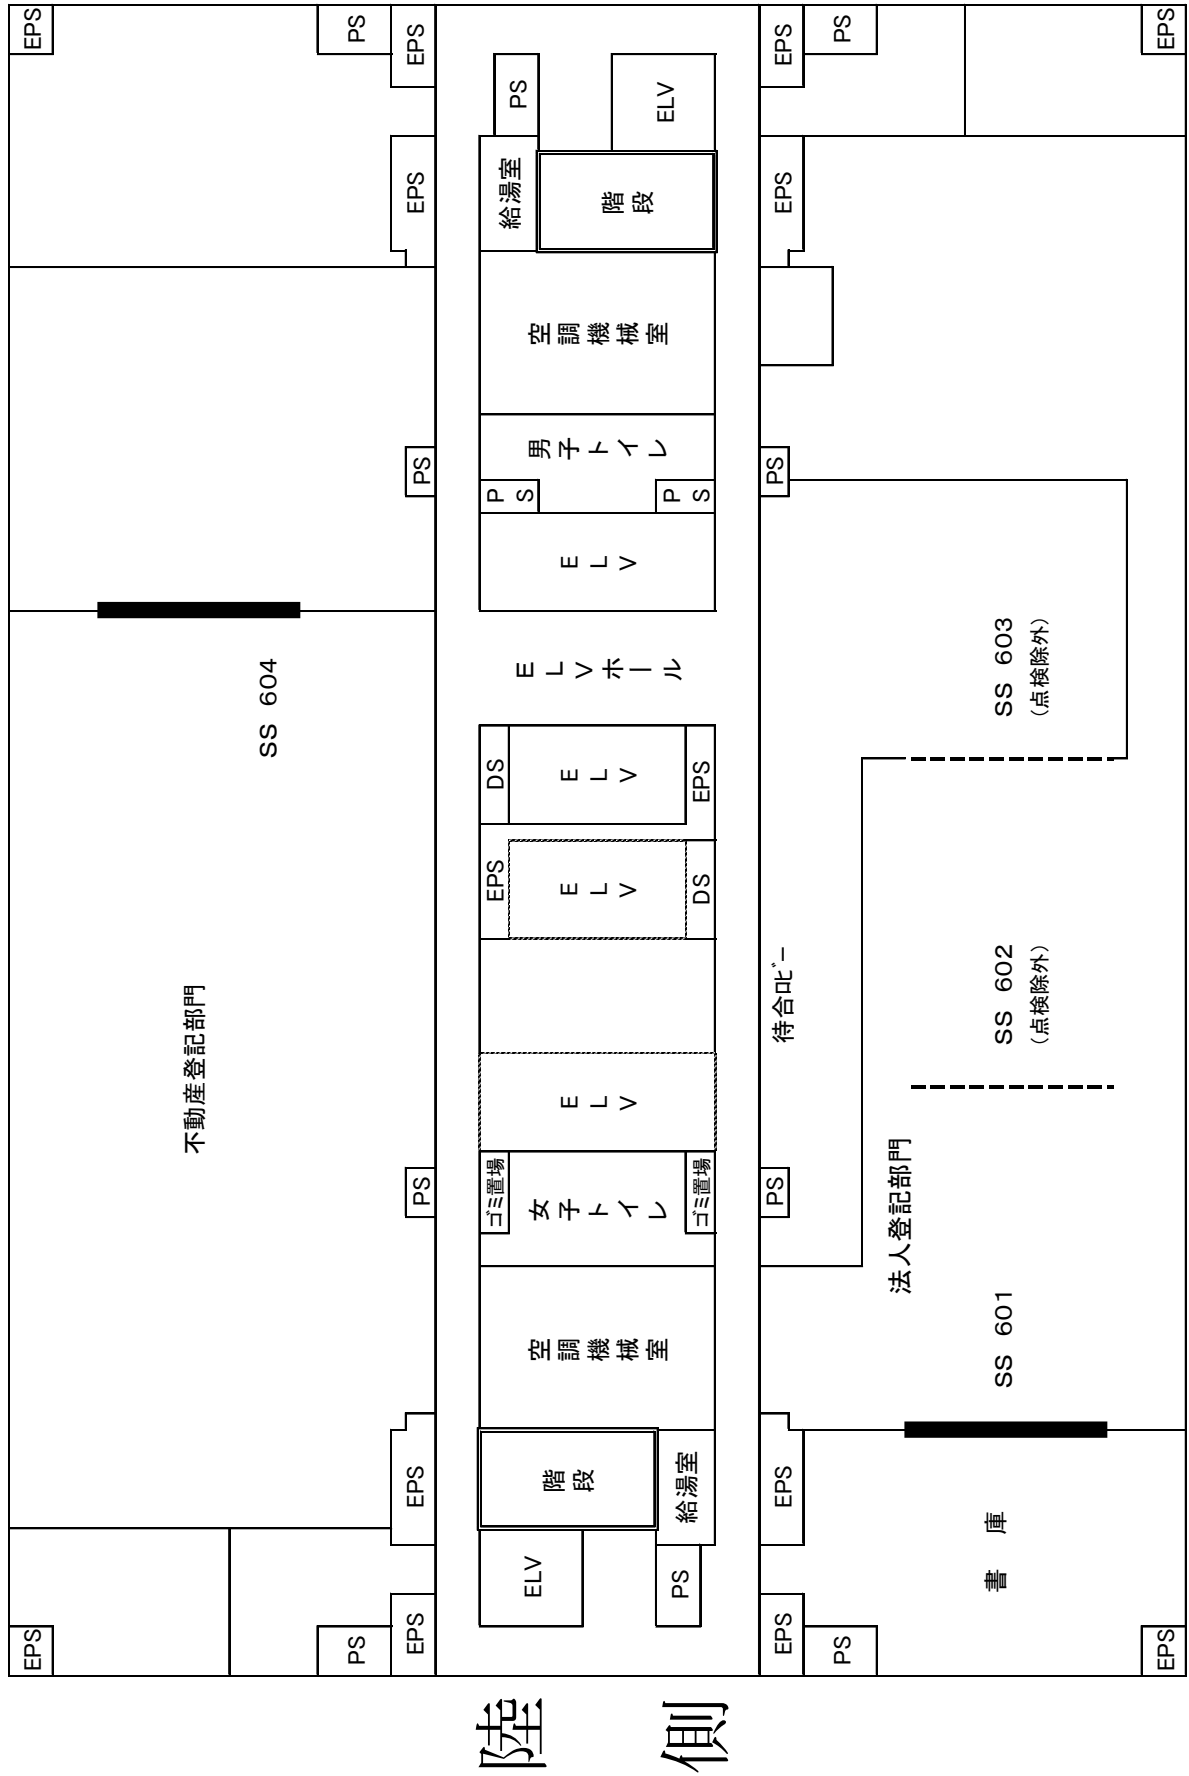 EPS
PS
EPS
EPS
PS
EPS
PS
ELV
EPS
給湯室
階段
EPS
空調機械室
PS
男子トイレ
PS
PS
PS
ELV
SS 604
ELVホール
SS 603
(点検除外)
DS
ELV
EPS
EPS
ELV
DS
不動産登記部門
待合ロビー
SS 602
(点検除外)
ELV
PS
ゴミ置場
女子トイレ
ゴミ置場
PS
法人登記部門
空調機械室
SS 601
EPS
階段
給湯室
EPS
書庫
ELV
PS
EPS
PS
EPS
EPS
PS
EPS
陸側